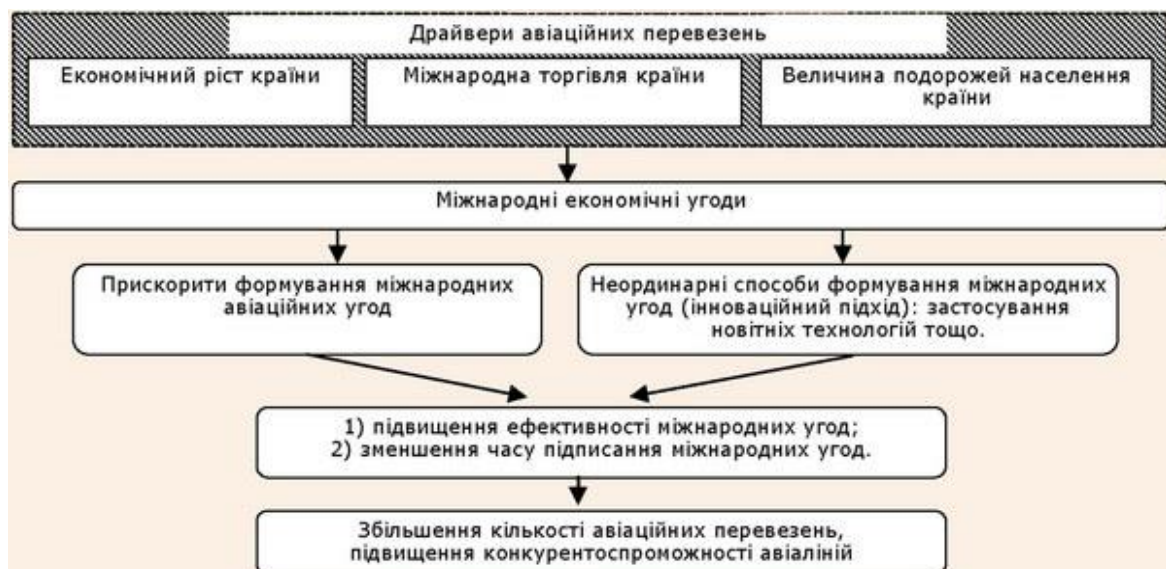 Драйвери авіаційних перевезень
Економічний ріст країни
Міжнародна торгівля країни
Величина подорожей населення
країни
Міжнародні економічні угоди
Прискорити формування міжнародних
авіаційних угод
Неординарні способи формування міжнародних
угод (інноваційний підхід): застосування
новітніх технологій тощо.
1) підвищення ефективності міжнародних угод;
2) зменшення часу підписання міжнародних угод.
Збільшення кількості авіаційних перевезень,
підвищення конкурентоспроможності авіаліній